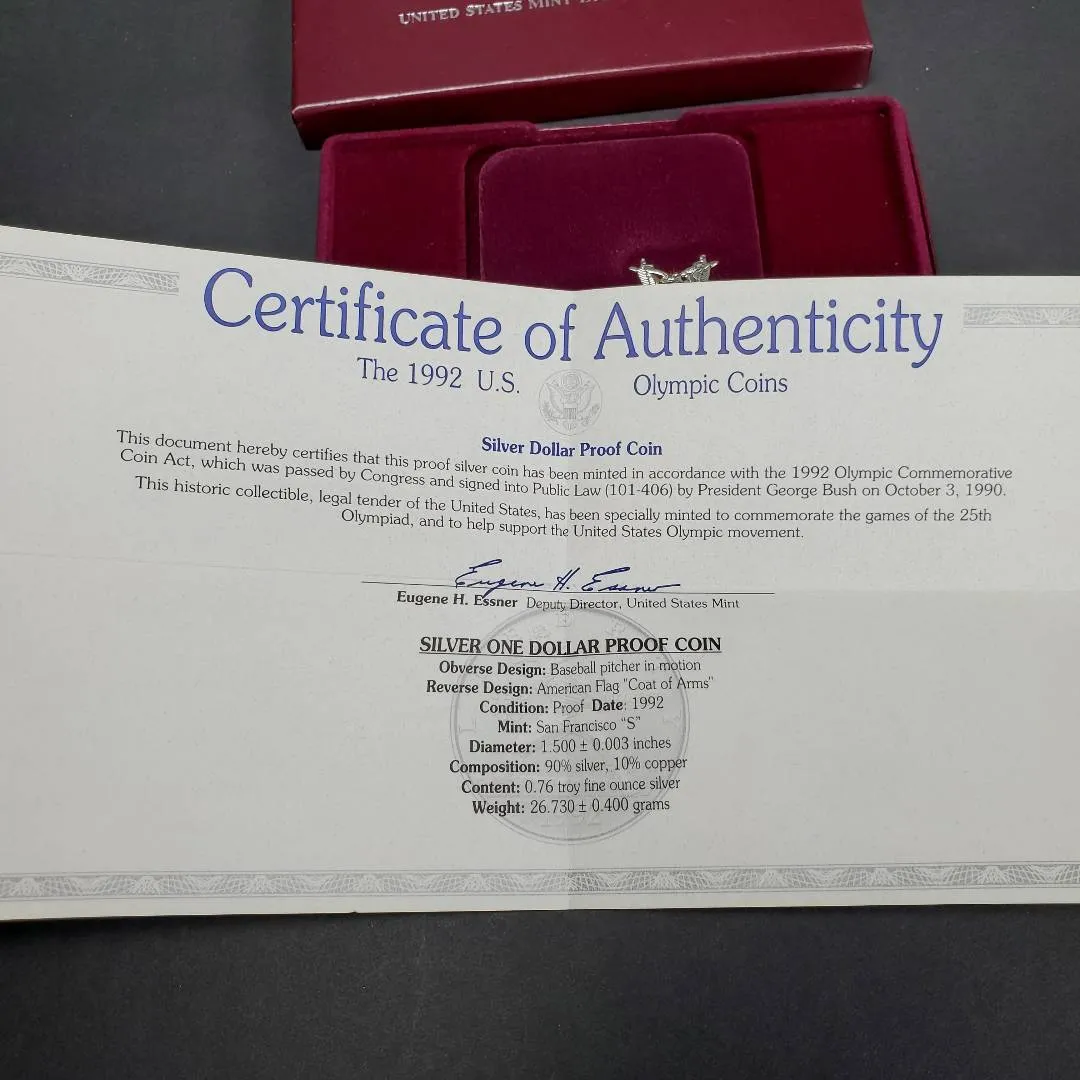 UNITED STATES MINT
Certificate of Authenticity
The 1992 U.S. Olympic Coins
Silver Dollar Proof Coin
This document hereby certifies that this proof silver coin has been minted in accordance with the 1992 Olympic Commemorative
Coin Act, which was passed by Congress and signed into Public Law (101-406) by President George Bush on October 3, 1990.
This historic collectible, legal tender of the United States, has been specially minted to commemorate the games of the 25th
Olympiad, and to help support the United States Olympic movement.
Eugene H. Essner
Eugene H. Essner Deputy Director, United States Mint
SILVER ONE DOLLAR PROOF COIN
Obverse Design: Baseball pitcher in motion
Reverse Design: American Flag "Coat of Arms"
Condition: Proof Date: 1992
Mint: San Francisco “S”
Diameter: 1.500 ± 0.003 inches
Composition: 90% silver, 10% copper
Content: 0.76 troy fine ounce silver
Weight: 26.730 ± 0.400 grams